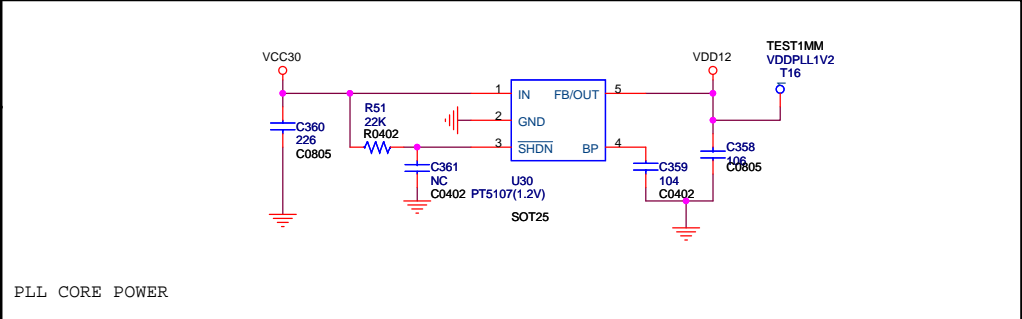 TEST1MM
VDDPLL1V2
T16
VCC30
VDD12
1
IN
FB/OUT
5
R51
22K
R0402
2
GND
C360
226
C0805
3
SHDN
BP
4
C358
106
C0805
C361
NC
C0402
U30
PT5107(1.2V)
C359
104
C0402
SOT25
PLL CORE POWER